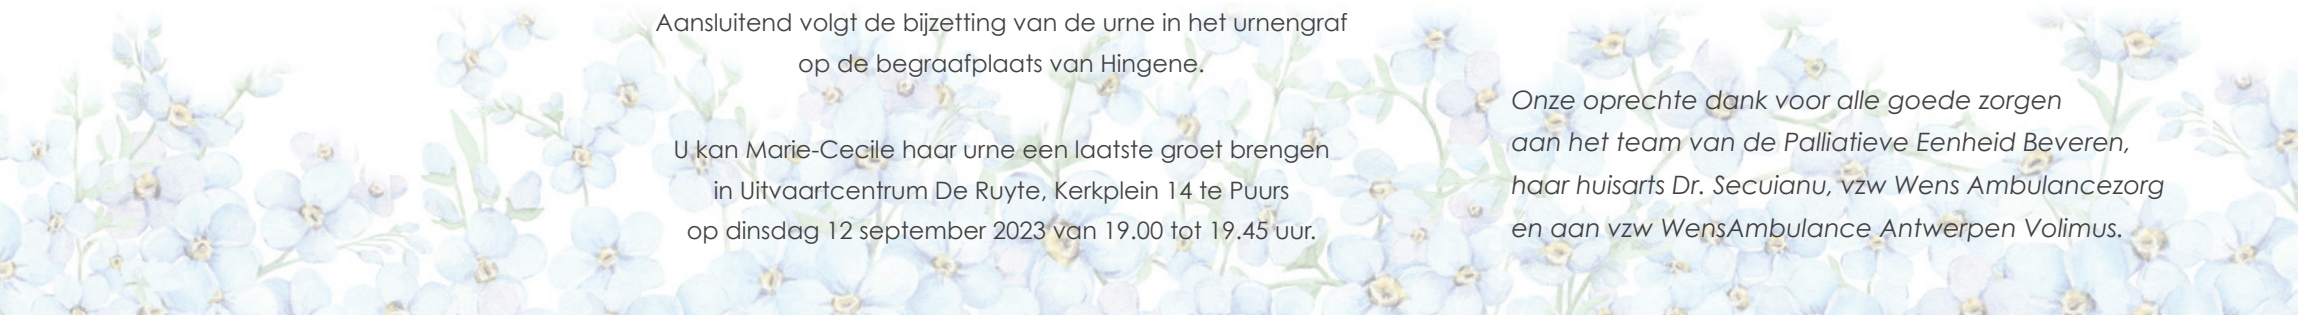 Aansluitend volgt de bijzetting van de urne in het urnengraf
op de begraafplaats van Hingene.
U kan Marie-Cecile haar urne een laatste groet brengen
in Uitvaartcentrum De Ruyte, Kerkplein 14 te Puurs
op dinsdag 12 september 2023 van 19.00 tot 19.45 uur.
Onze oprechte dank voor alle goede zorgen
aan het team van de Palliatieve Eenheid Beveren,
haar huisarts Dr. Secuianu, vzw Wens Ambulancezorg
en aan vzw WensAmbulance Antwerpen Volimus.